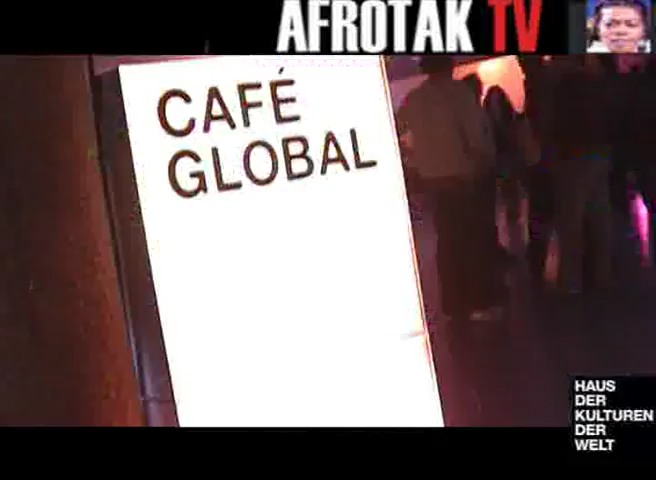 AFROTAK TV
CAFÉ
GLOBAL
HAUS
DER
KULTUREN
DER
WELT